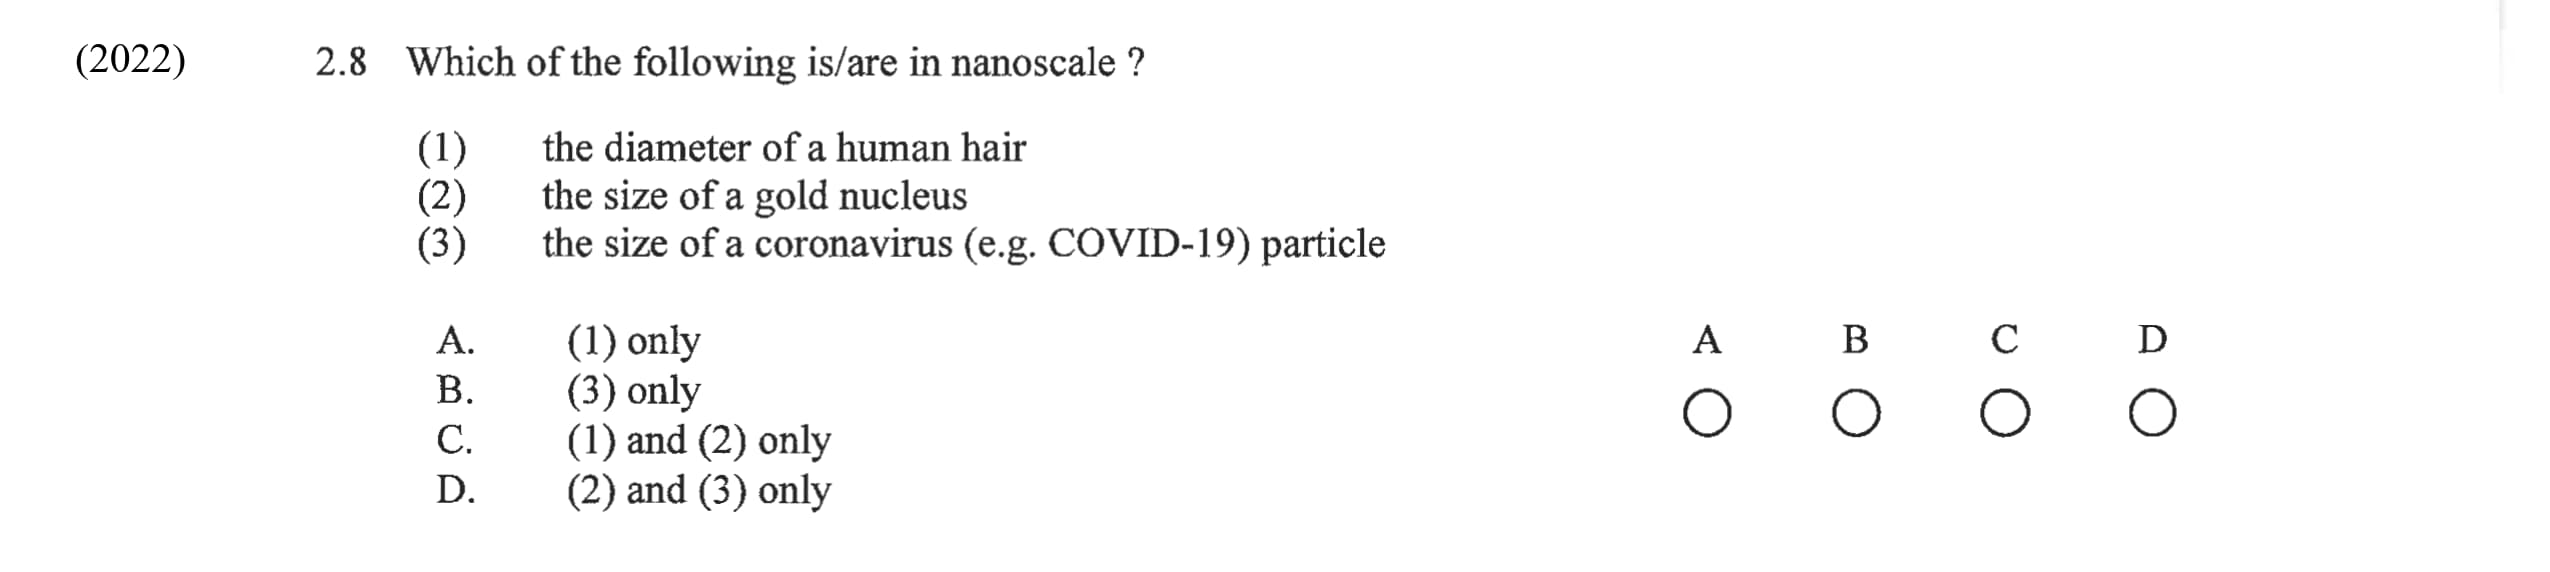 (2022) 2.8 Which of the following is/are in nanoscale ?
(1) the diameter of a human hair
(2) the size of a gold nucleus
(3) the size of a coronavirus (e.g. COVID-19) particle
A. (1) only
B. (3) only
C. (1) and (2) only
D. (2) and (3) only
A B C D